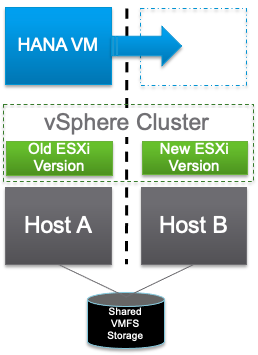 HANA VM
vSphere Cluster
Old ESXi
Version
New ESXi
Version
Host A
Host B
Shared
VMFS
Storage